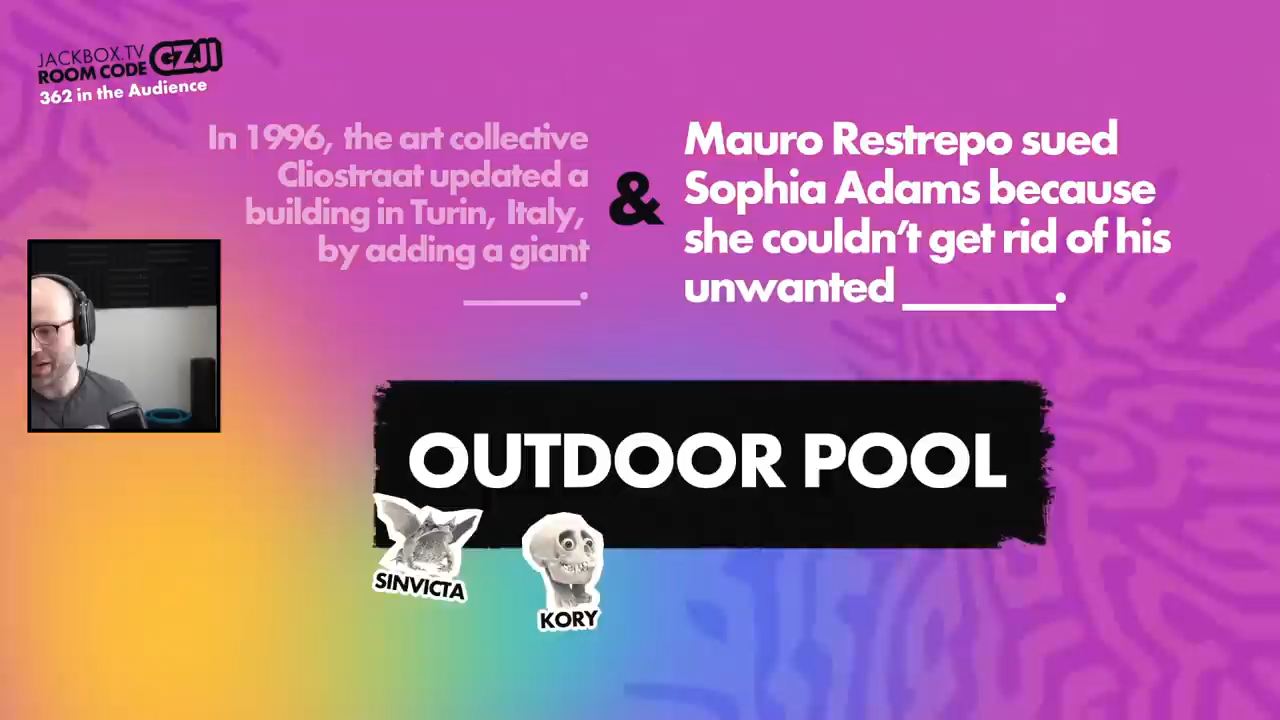 JACKBOX.TV
ROOM CODE GZJI
362 in the Audience
In 1996, the art collective
Cliostraat updated a
building in Turin, Italy,
by adding a giant
________.
&
Mauro Restrepo sued
Sophia Adams because
she couldn't get rid of his
unwanted ________.
OUTDOOR POOL
SINVICTA
KORY